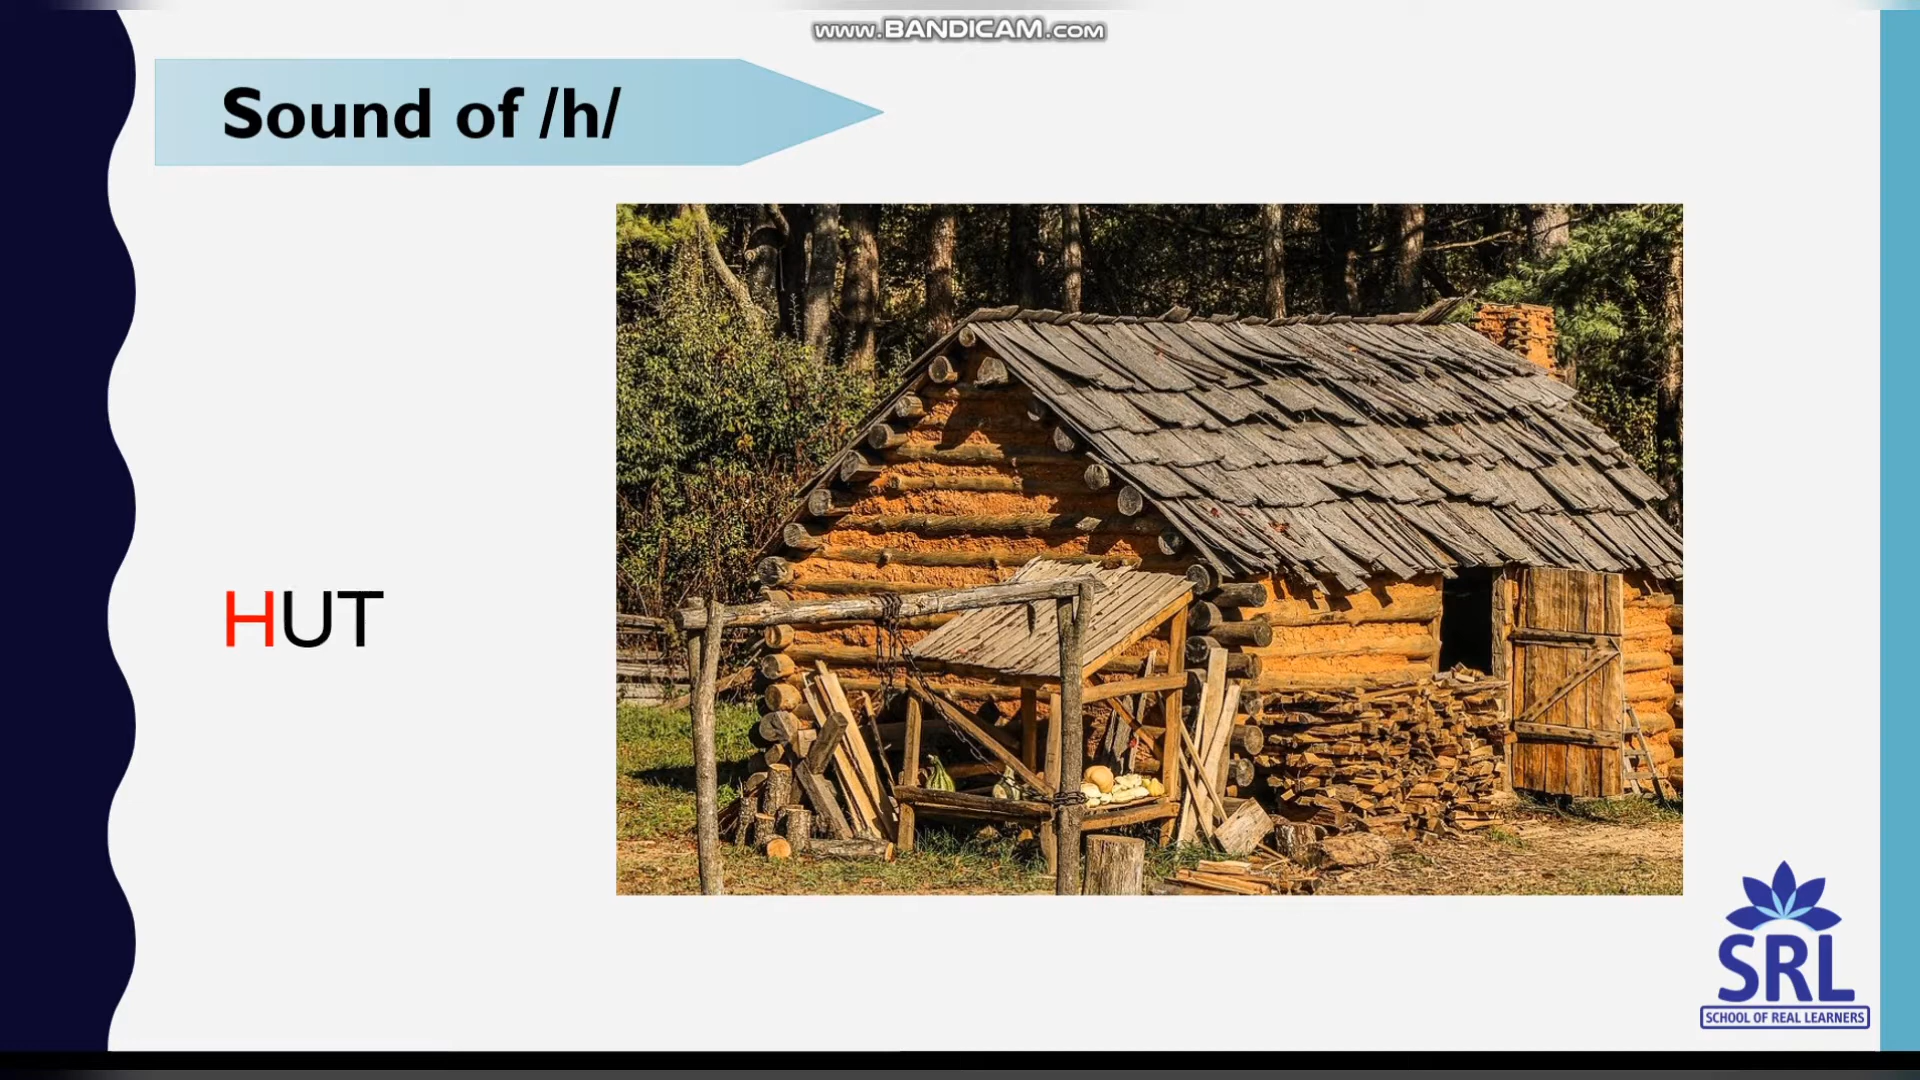 www.BANDICAM.com
Sound of /h/
HUT
SRL
SCHOOL OF REAL LEARNERS